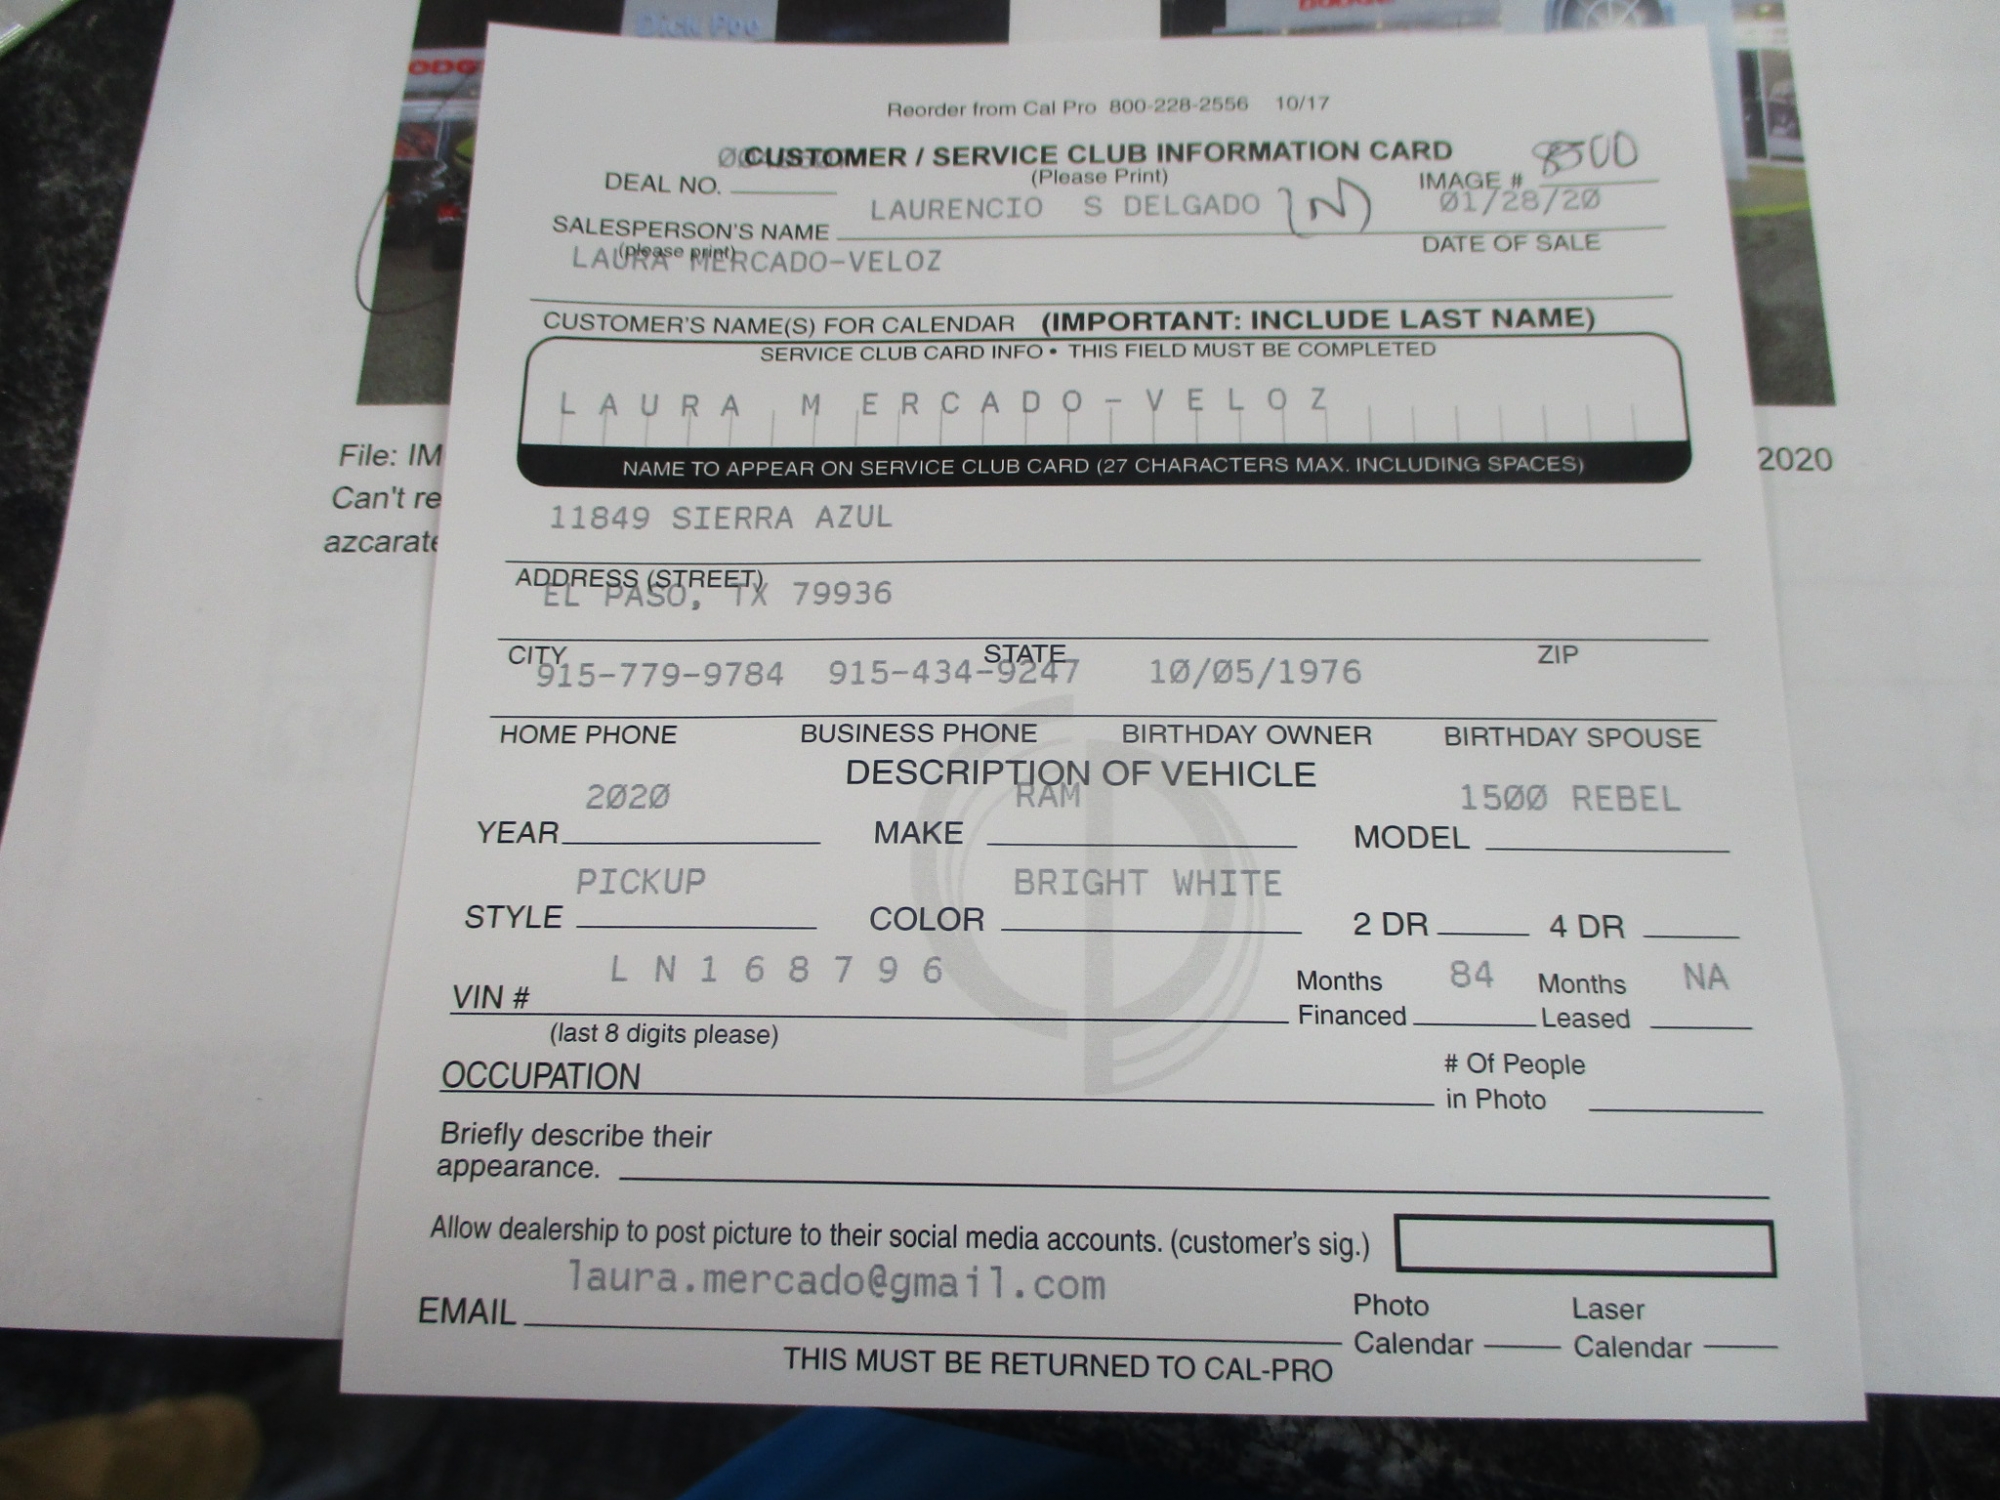 Dick Poe
Reorder from Cal Pro 800-228-2556 10/17
CUSTOMER / SERVICE CLUB INFORMATION CARD
(Please Print)
DEAL NO.
IMAGE # 8500
LAURENCIO S DELGADO (N)
01/28/20
SALESPERSON'S NAME
(please print)
DATE OF SALE
LAURA MERCADO-VELOZ
CUSTOMER'S NAME(S) FOR CALENDAR (IMPORTANT: INCLUDE LAST NAME)
SERVICE CLUB CARD INFO • THIS FIELD MUST BE COMPLETED
LAURA MERCADO-VELOZ
NAME TO APPEAR ON SERVICE CLUB CARD (27 CHARACTERS MAX. INCLUDING SPACES)
File: IM
2020
Can't re
azcarate
11849 SIERRA AZUL
ADDRESS (STREET)
EL PASO, TX 79936
CITY STATE ZIP
915-779-9784 915-434-9247 10/05/1976
HOME PHONE BUSINESS PHONE BIRTHDAY OWNER BIRTHDAY SPOUSE
DESCRIPTION OF VEHICLE
2020 RAM 1500 REBEL
YEAR MAKE MODEL
PICKUP BRIGHT WHITE
STYLE COLOR 2 DR 4 DR
LN168796
VIN #
(last 8 digits please)
Months Financed 84 Months Leased NA
OCCUPATION
# Of People
in Photo
Briefly describe their
appearance.
Allow dealership to post picture to their social media accounts. (customer's sig.)
laura.mercado@gmail.com
EMAIL
Photo Calendar Laser Calendar
THIS MUST BE RETURNED TO CAL-PRO